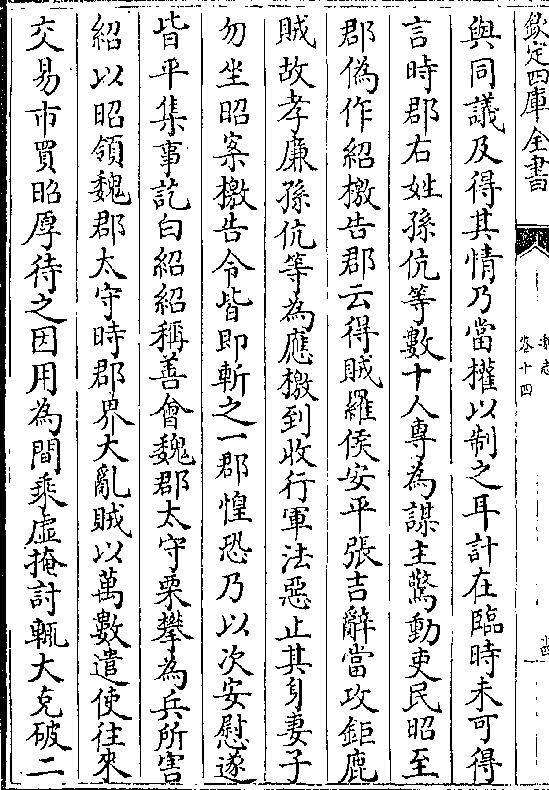 欽定四庫全書
魏志
卷十四
與同議及得其情乃當權以制之耳計在臨時未可得
言時郡右姓孫伉等數十人專為謀主驚動吏民昭至
郡偽作紹檄告郡云得賊羅侯安平張吉辭當攻鉅鹿
賊故孝廉孫伉等為應檄到收行軍法惡止其身妻子
勿坐昭案檄告令皆即斬之一郡惶恐乃以次安慰遂
皆平集事訖白紹紹稱善會魏郡太守栗攀為兵所害
紹以昭領魏郡太守時郡界大亂賊以萬數遣使往來
交易市買昭厚待之因用為間乘虛掩討輒大克破二